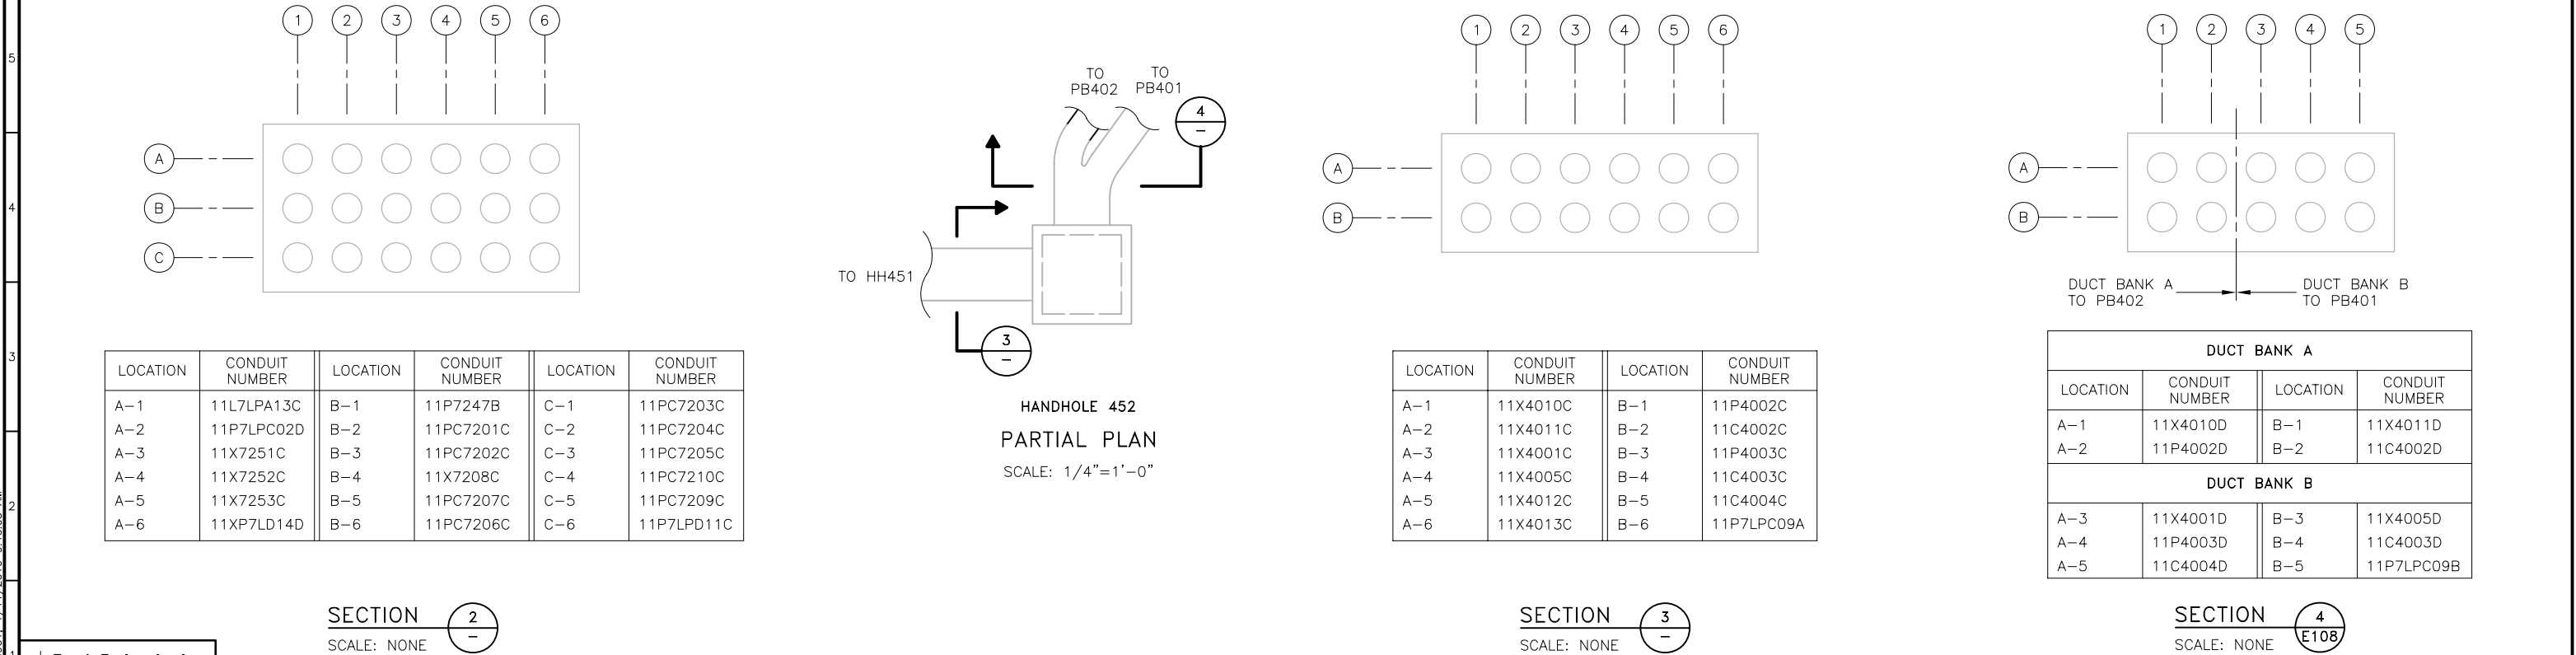 5
4
3
2
1
1 2 3 4 5 6
A
B
C
LOCATION CONDUIT NUMBER LOCATION CONDUIT NUMBER LOCATION CONDUIT NUMBER
A-1 11L7LPA13C B-1 11P7247B C-1 11PC7203C
A-2 11P7LPC02D B-2 11PC7201C C-2 11PC7204C
A-3 11X7251C B-3 11PC7202C C-3 11PC7205C
A-4 11X7252C B-4 11X7208C C-4 11PC7210C
A-5 11X7253C B-5 11PC7207C C-5 11PC7209C
A-6 11XP7LD14D B-6 11PC7206C C-6 11P7LPD11C
SECTION 2
SCALE: NONE –
TO PB402
TO PB401
4
–
TO HH451
3
–
HANDHOLE 452
PARTIAL PLAN
SCALE: 1/4"=1'-0"
1 2 3 4 5 6
A
B
LOCATION CONDUIT NUMBER LOCATION CONDUIT NUMBER
A-1 11X4010C B-1 11P4002C
A-2 11X4011C B-2 11C4002C
A-3 11X4001C B-3 11P4003C
A-4 11X4005C B-4 11C4003C
A-5 11X4012C B-5 11C4004C
A-6 11X4013C B-6 11P7LPC09A
SECTION 3
SCALE: NONE –
1 2 3 4 5
A
B
DUCT BANK A
TO PB402
DUCT BANK B
TO PB401
DUCT BANK A
LOCATION CONDUIT NUMBER LOCATION CONDUIT NUMBER
A-1 11X4010D B-1 11X4011D
A-2 11P4002D B-2 11C4002D
DUCT BANK B
A-3 11X4001D B-3 11X4005D
A-4 11P4003D B-4 11C4003D
A-5 11C4004D B-5 11P7LPC09B
SECTION 4
SCALE: NONE E108